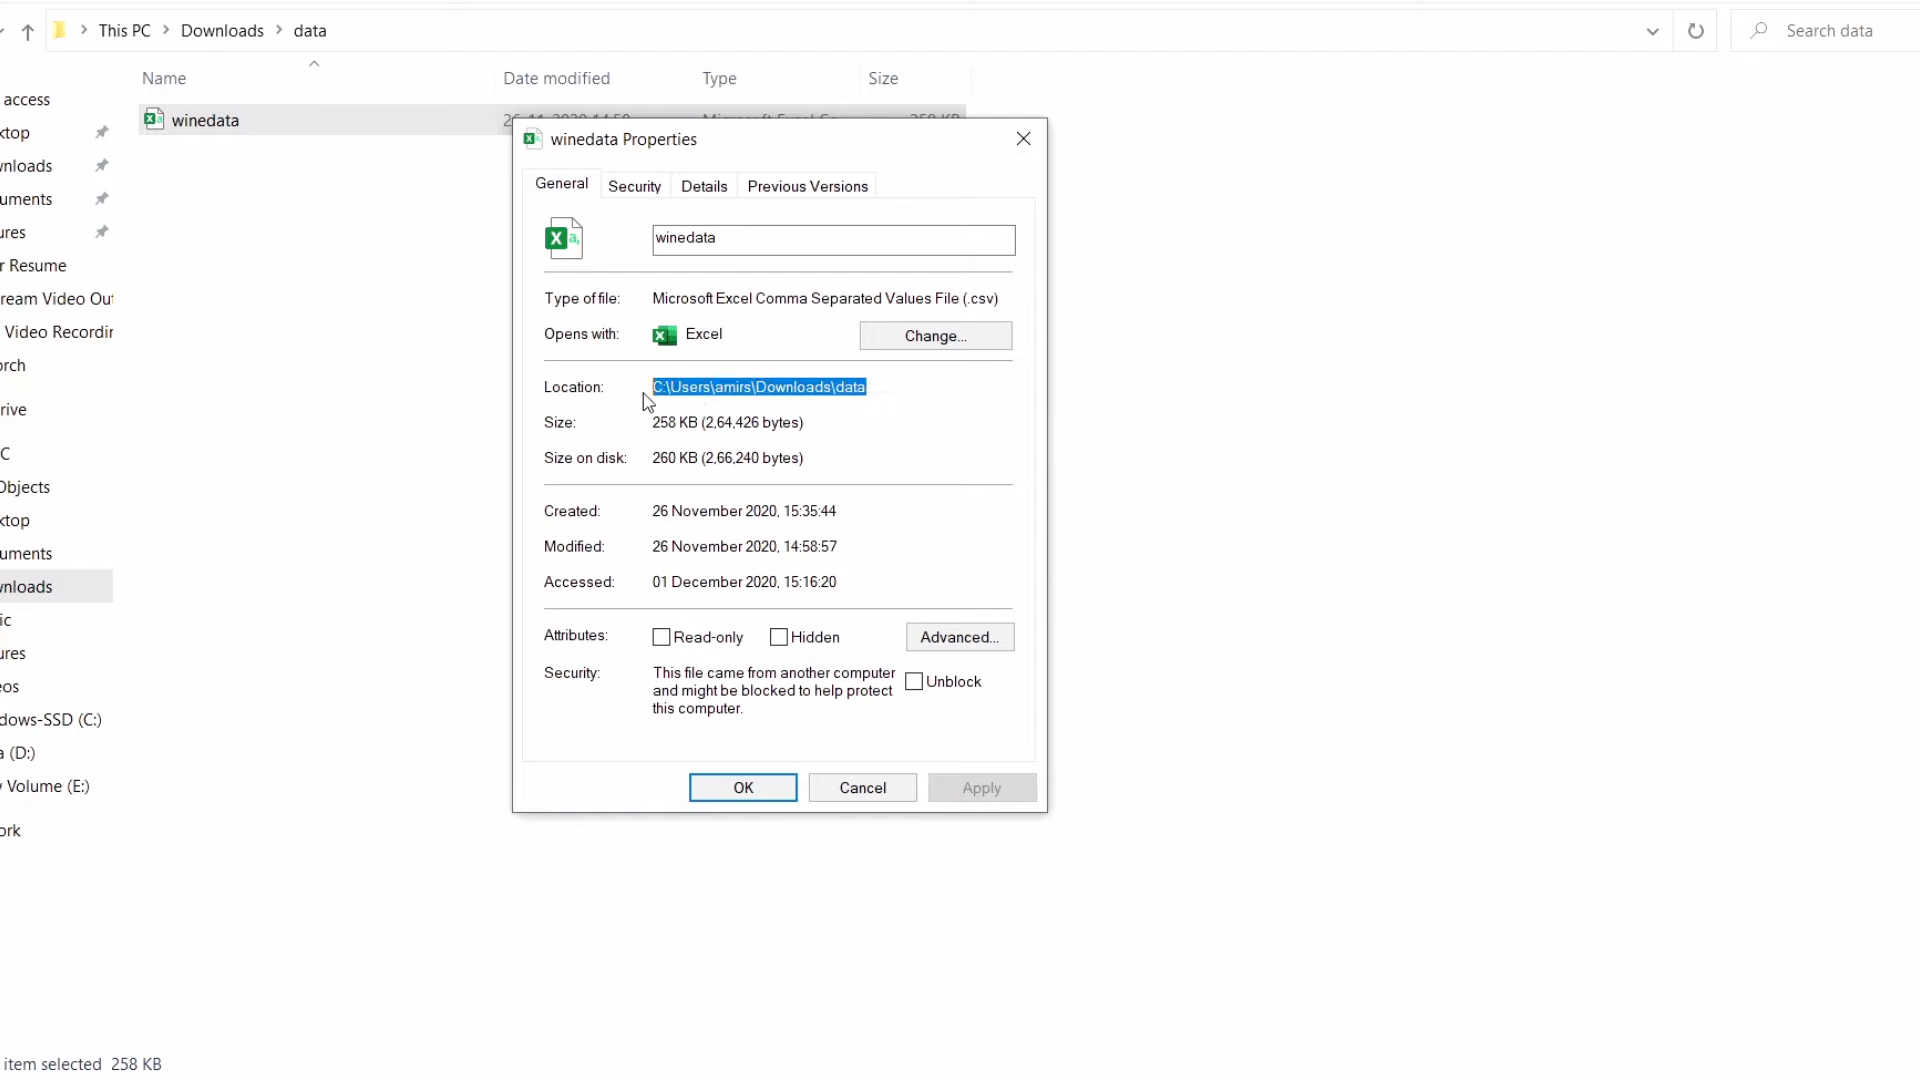 This PC > Downloads > data
Search data
Name
Date modified
Type
Size
access
winedata
ktop
wnloads
uments
ures
r Resume
ream Video Out
Video Recordin
orch
rive
C
Objects
ktop
uments
wnloads
ic
ures
eos
dows-SSD (C:)
a (D:)
w Volume (E:)
ork
winedata Properties
General
Security
Details
Previous Versions
winedata
Type of file: Microsoft Excel Comma Separated Values File (.csv)
Opens with: Excel
Change...
Location: C:\Users\amirs\Downloads\data
Size: 258 KB (2,64,426 bytes)
Size on disk: 260 KB (2,66,240 bytes)
Created: 26 November 2020, 15:35:44
Modified: 26 November 2020, 14:58:57
Accessed: 01 December 2020, 15:16:20
Attributes: Read-only Hidden
Advanced...
Security: This file came from another computer
and might be blocked to help protect
this computer.
Unblock
OK
Cancel
Apply
item selected 258 KB